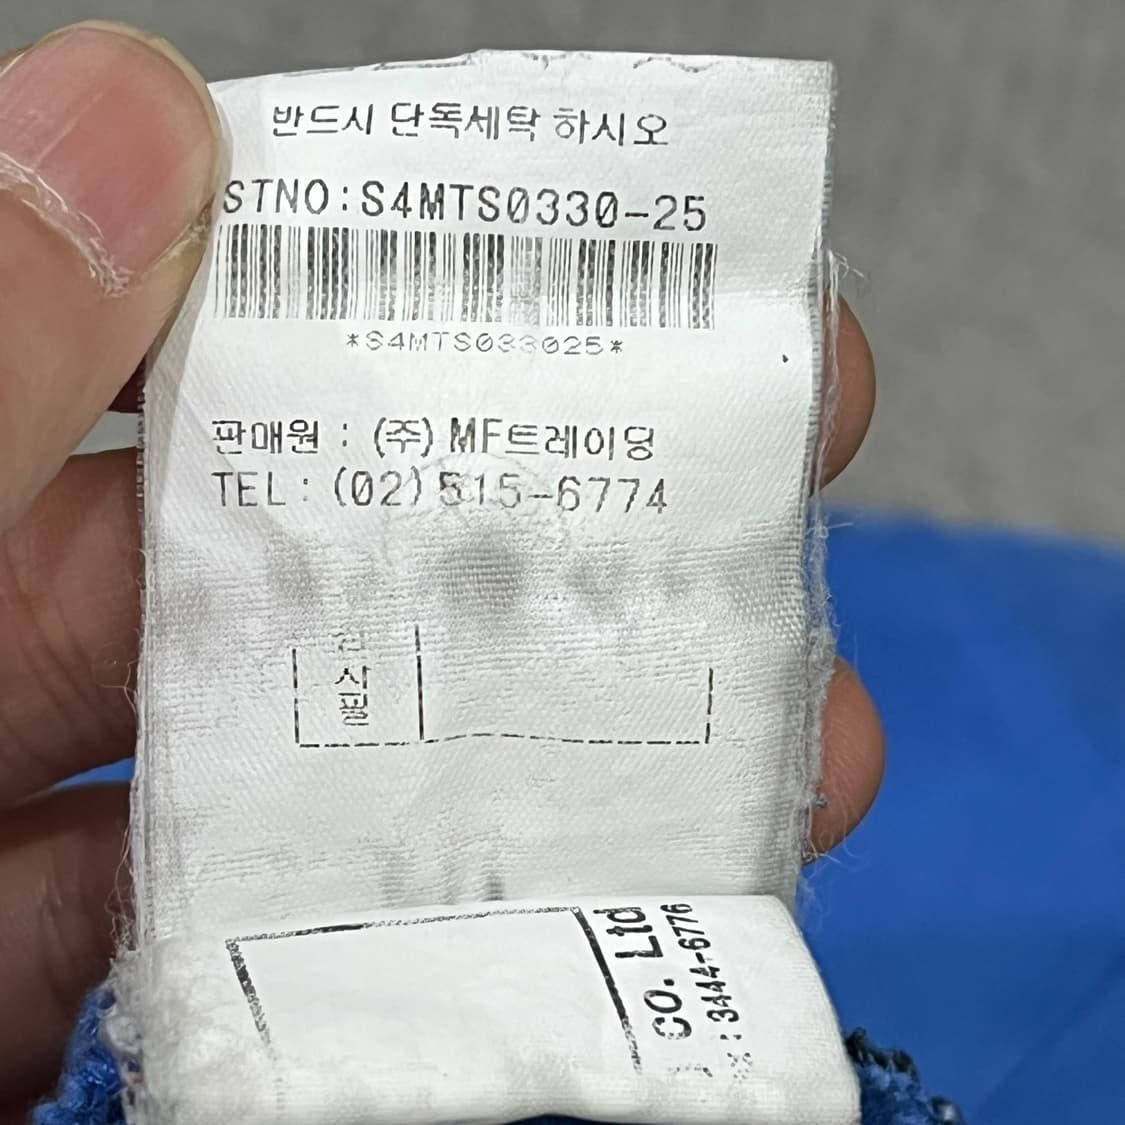 반드시 단독세탁 하시오
STNO:S4MTS0330-25
*S4MTS033025*
판매원 : (주) MF트레이딩
TEL: (02)515-6774
사필
CO. Ltd
: 3444-6776